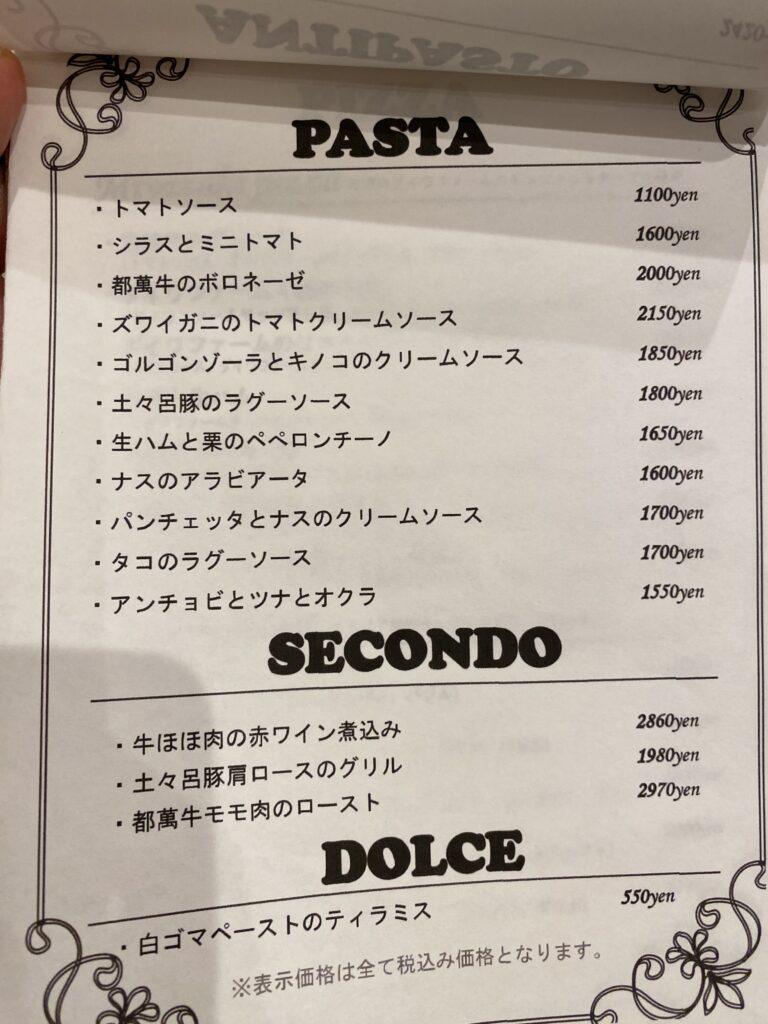 ANTIPASTO
2420
PASTA
・トマトソース 1100yen
・シラスとミニトマト 1600yen
・都萬牛のボロネーゼ 2000yen
・ズワイガニのトマトクリームソース 2150yen
・ゴルゴンゾーラとキノコのクリームソース 1850yen
・土々呂豚のラグーソース 1800yen
・生ハムと栗のペペロンチーノ 1650yen
・ナスのアラビアータ 1600yen
・パンチェッタとナスのクリームソース 1700yen
・タコのラグーソース 1700yen
・アンチョビとツナとオクラ 1550yen
SECONDO
・牛ほほ肉の赤ワイン煮込み 2860yen
・土々呂豚肩ロースのグリル 1980yen
・都萬牛モモ肉のロースト 2970yen
DOLCE
・白ゴマペーストのティラミス 550yen
※表示価格は全て税込み価格となります。